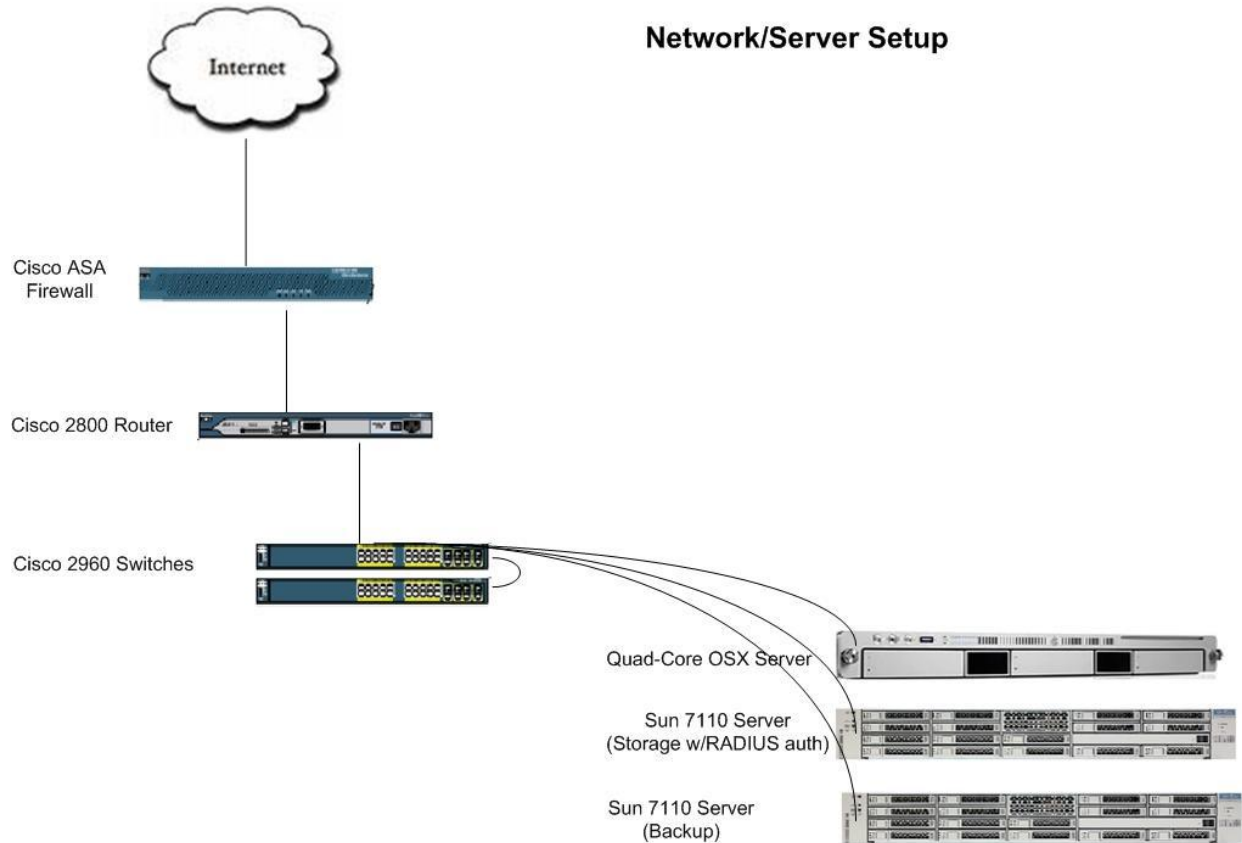 Network/Server Setup
Internet
Cisco ASA
Firewall
Cisco 2800 Router
Cisco 2960 Switches
Quad-Core OSX Server
Sun 7110 Server
(Storage w/RADIUS auth)
Sun 7110 Server
(Backup)